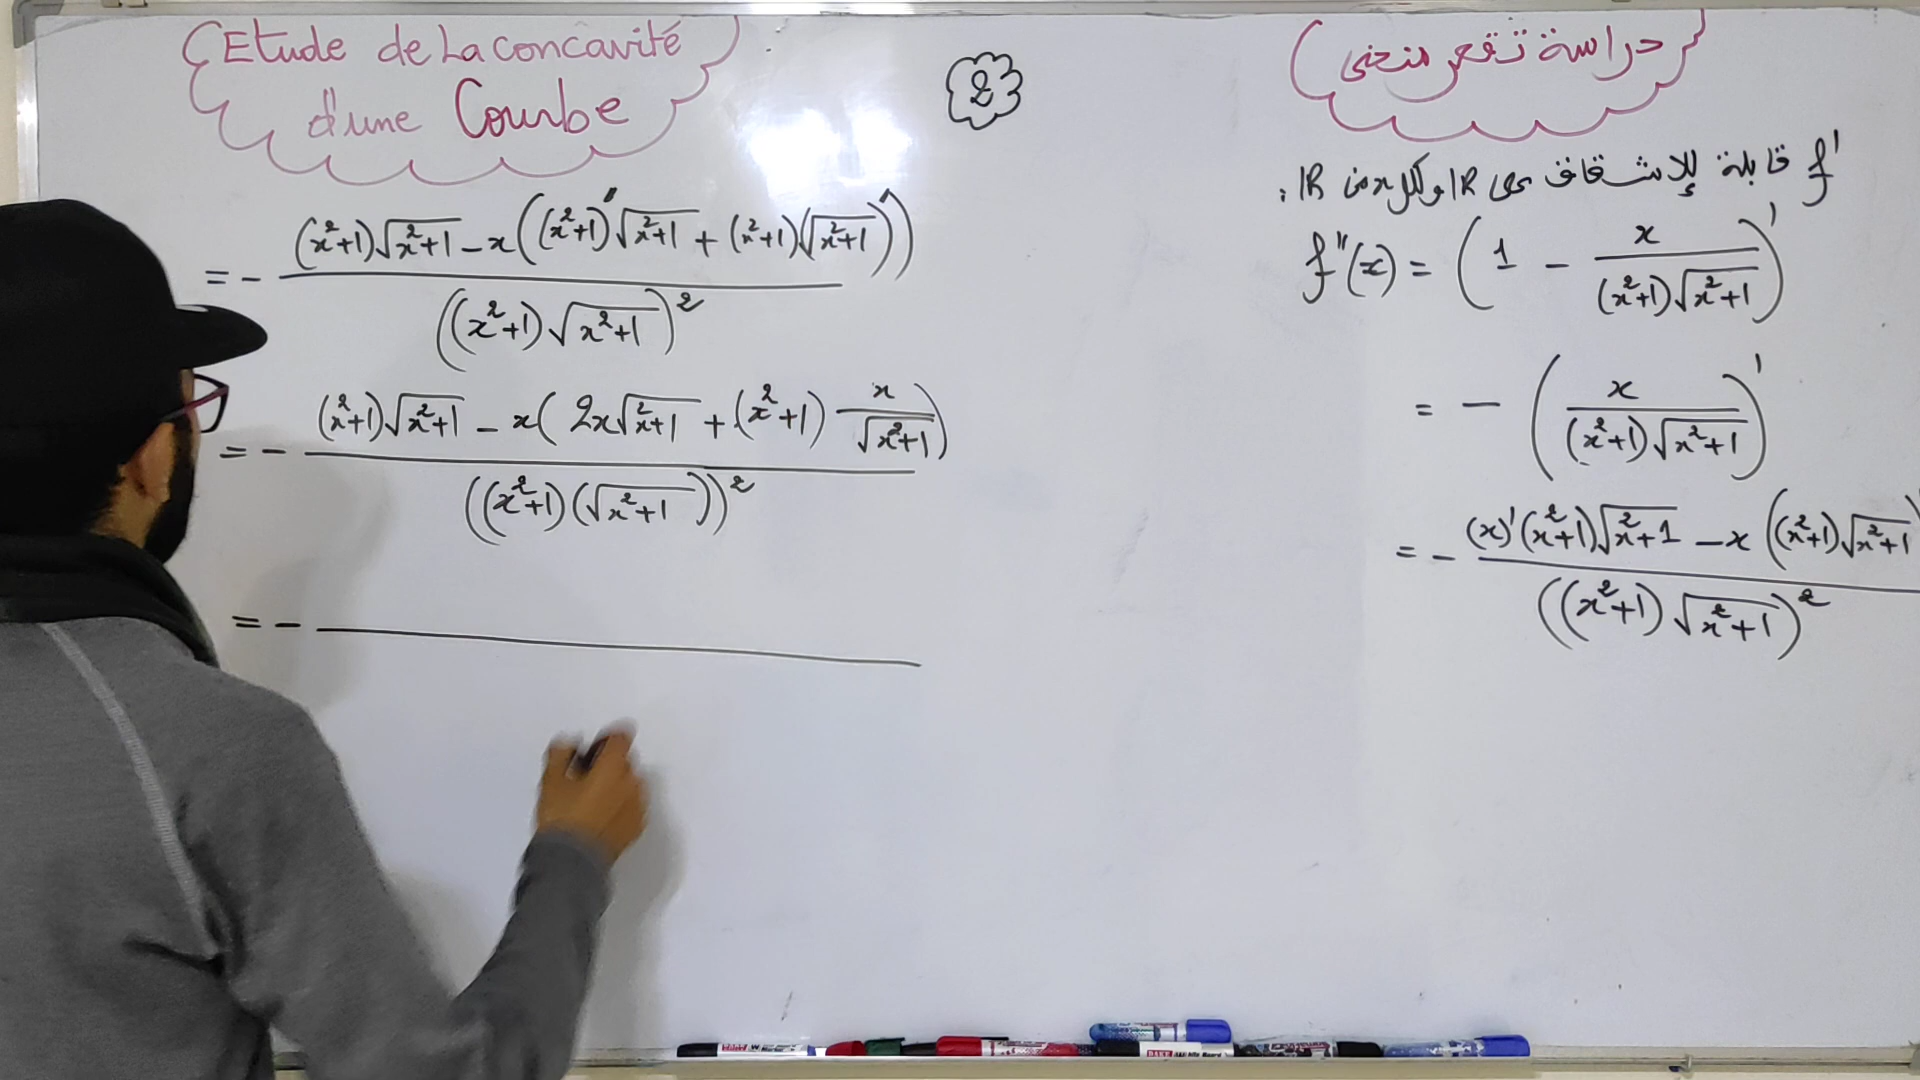 Etude de La concavité
d'une Courbe
2
دراسة تقعر منحنى
f' قابلة للإشتقاق على IR ولكل x من IR :
f''(x) = (1 - x/((x²+1)√(x²+1)))'
= - (x/((x²+1)√(x²+1)))'
= - ((x)'(x²+1)√(x²+1) - x((x²+1)√(x²+1))')/((x²+1)√(x²+1))²
= - ((x²+1)√(x²+1) - x((x²+1)'√(x²+1) + (x²+1)(√(x²+1))'))/((x²+1)√(x²+1))²
= - ((x²+1)√(x²+1) - x(2x√(x²+1) + (x²+1) x/√(x²+1)))/((x²+1)(√(x²+1)))²
= -